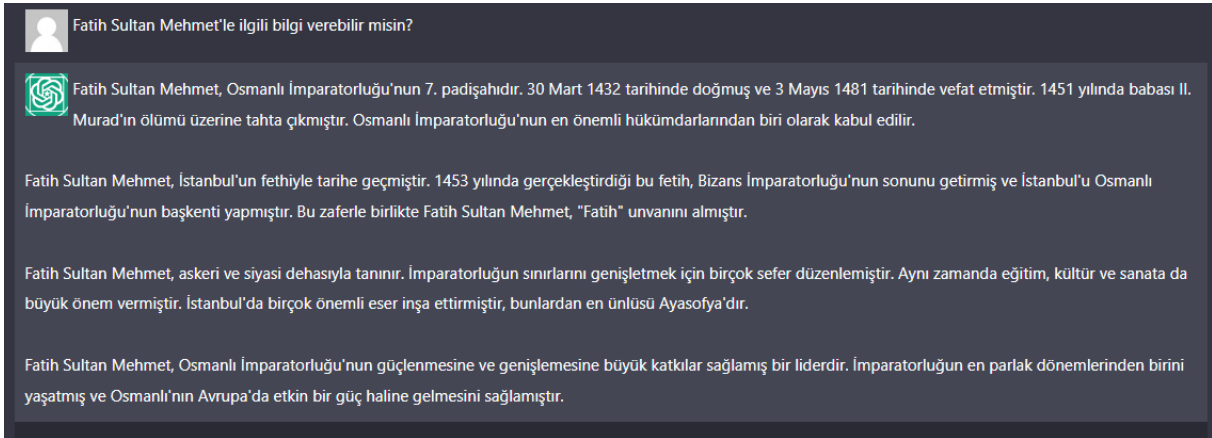 Fatih Sultan Mehmet'le ilgili bilgi verebilir misin?
Fatih Sultan Mehmet, Osmanlı İmparatorluğu'nun 7. padişahıdır. 30 Mart 1432 tarihinde doğmuş ve 3 Mayıs 1481 tarihinde vefat etmiştir. 1451 yılında babası II.
Murad'ın ölümü üzerine tahta çıkmıştır. Osmanlı İmparatorluğu'nun en önemli hükümdarlarından biri olarak kabul edilir.
Fatih Sultan Mehmet, İstanbul'un fethiyle tarihe geçmiştir. 1453 yılında gerçekleştirdiği bu fetih, Bizans İmparatorluğu'nun sonunu getirmiş ve İstanbul'u Osmanlı
İmparatorluğu'nun başkenti yapmıştır. Bu zaferle birlikte Fatih Sultan Mehmet, "Fatih" unvanını almıştır.
Fatih Sultan Mehmet, askeri ve siyasi dehasıyla tanınır. İmparatorluğun sınırlarını genişletmek için birçok sefer düzenlemiştir. Aynı zamanda eğitim, kültür ve sanata da
büyük önem vermiştir. İstanbul'da birçok önemli eser inşa ettirmiştir, bunlardan en ünlüsü Ayasofya'dır.
Fatih Sultan Mehmet, Osmanlı İmparatorluğu'nun güçlenmesine ve genişlemesine büyük katkılar sağlamış bir liderdir. İmparatorluğun en parlak dönemlerinden birini
yaşatmış ve Osmanlı'nın Avrupa'da etkin bir güç haline gelmesini sağlamıştır.